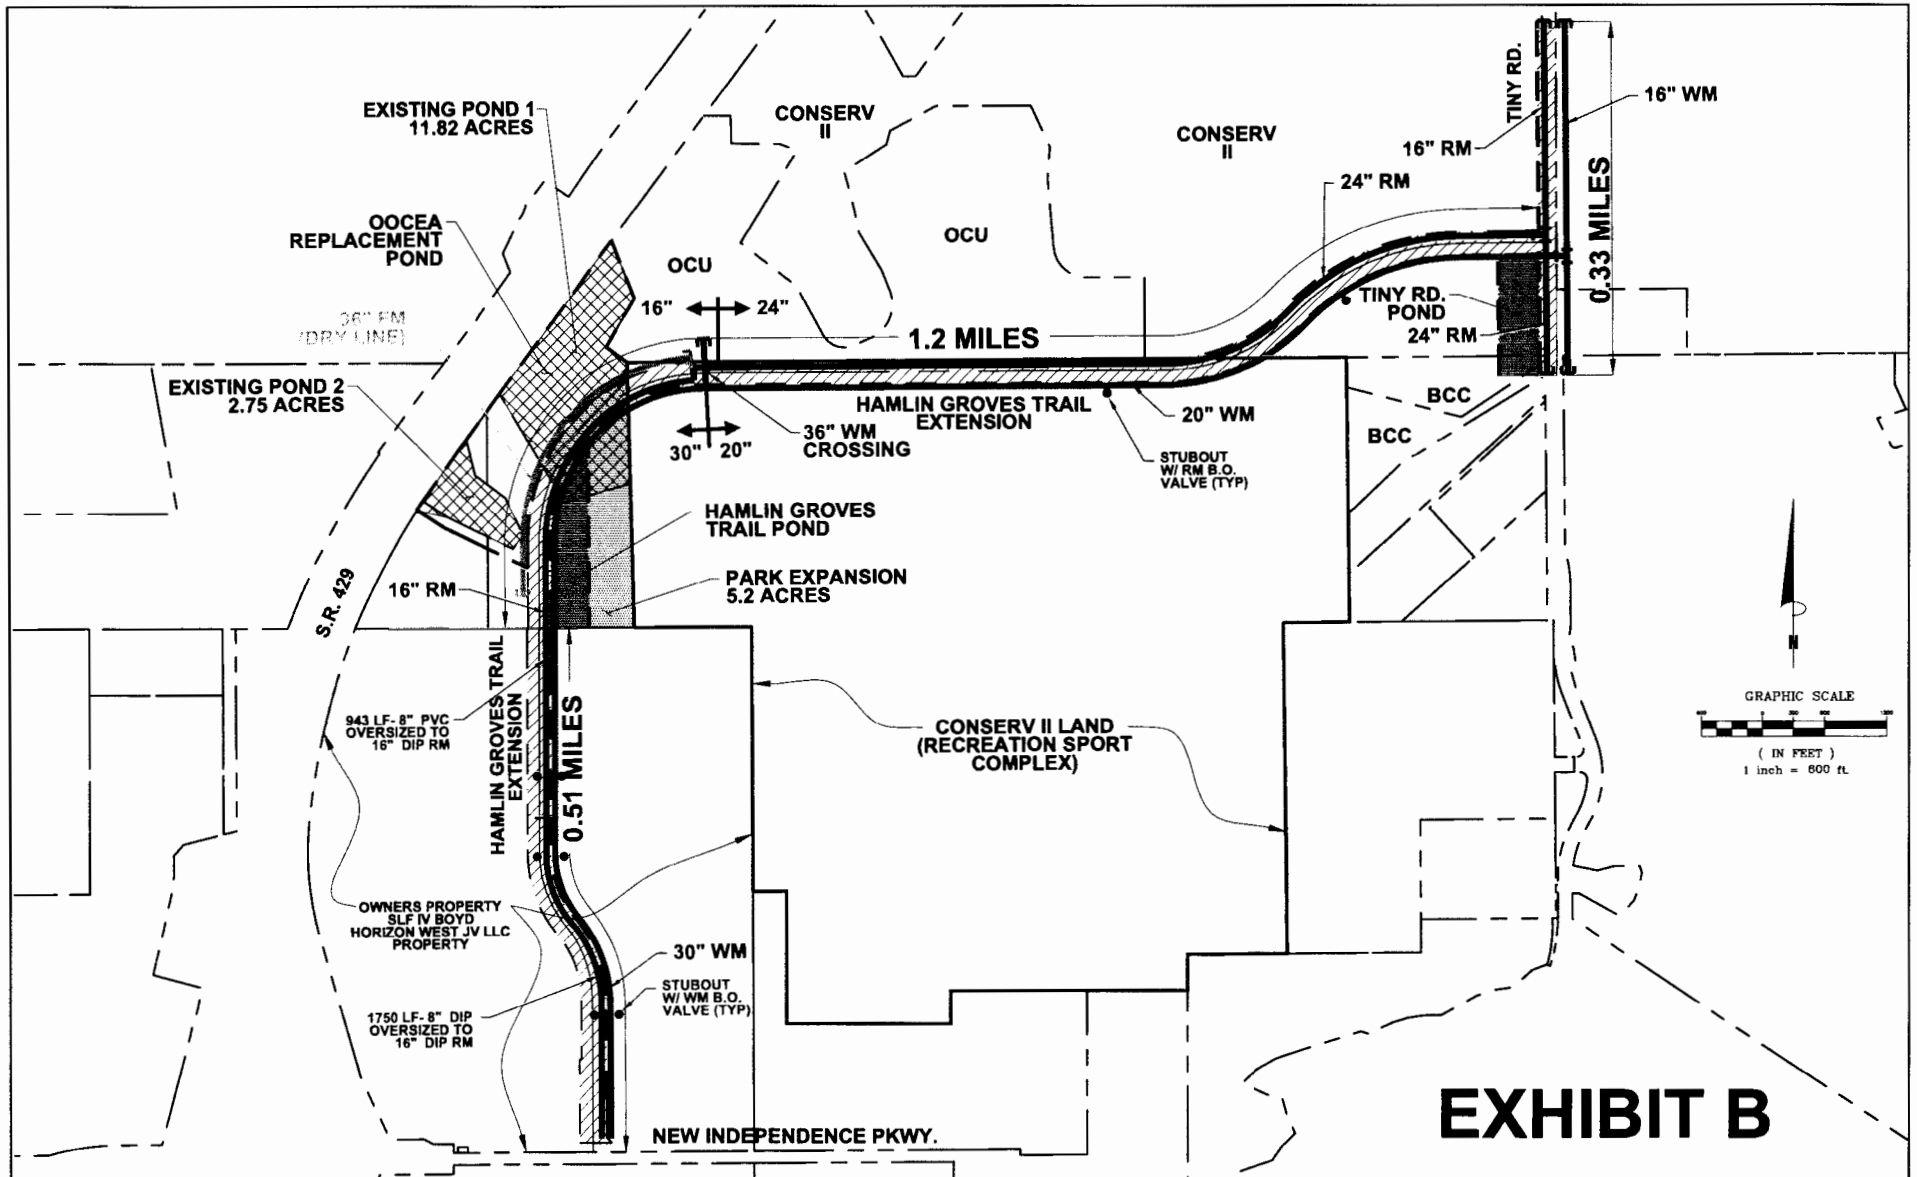 EXISTING POND 1
11.82 ACRES
CONSERV
II
CONSERV
II
TINY RD.
16" WM
16" RM
24" RM
0.33 MILES
OOCEA
REPLACEMENT
POND
OCU
OCU
16"
24"
36" FM
(DRY LINE)
1.2 MILES
TINY RD.
POND
24" RM
EXISTING POND 2
2.75 ACRES
HAMLIN GROVES TRAIL
EXTENSION
20" WM
BCC
BCC
30"
20"
36" WM
CROSSING
STUBOUT
W/ RM B.O.
VALVE (TYP)
HAMLIN GROVES
TRAIL POND
PARK EXPANSION
5.2 ACRES
16" RM
S.R. 429
HAMLIN GROVES TRAIL
EXTENSION
0.51 MILES
943 LF- 8" PVC
OVERSIZED TO
16" DIP RM
CONSERV II LAND
(RECREATION SPORT
COMPLEX)
N
GRAPHIC SCALE
( IN FEET )
1 inch = 600 ft.
OWNERS PROPERTY
SLF IV BOYD
HORIZON WEST JV LLC
PROPERTY
30" WM
STUBOUT
W/ WM B.O.
VALVE (TYP)
1750 LF- 8" DIP
OVERSIZED TO
16" DIP RM
NEW INDEPENDENCE PKWY.
EXHIBIT B